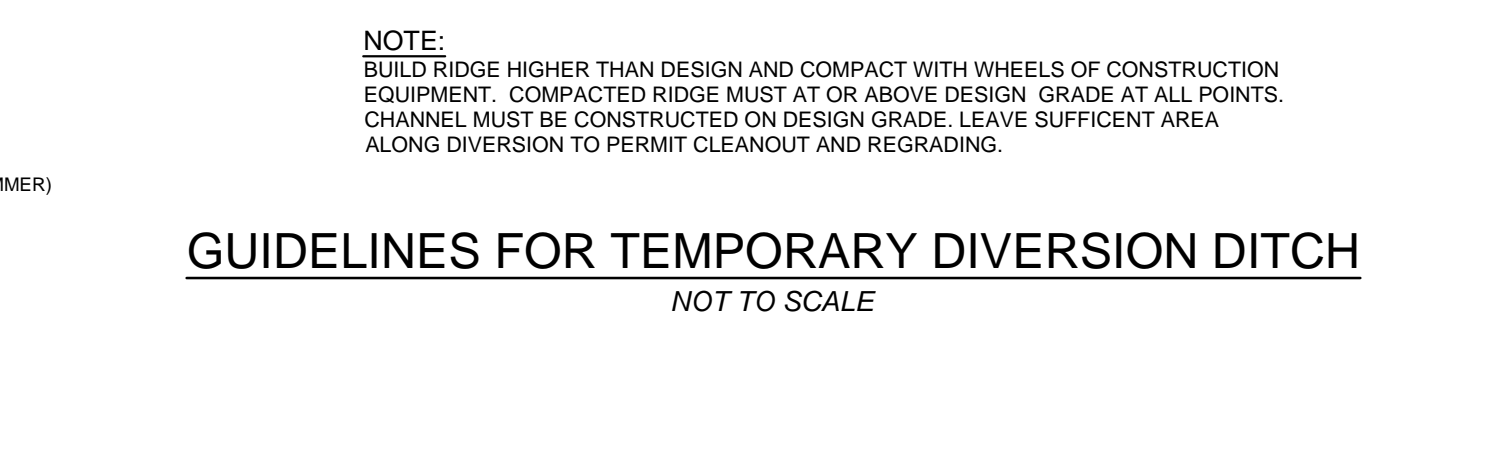 NOTE:
BUILD RIDGE HIGHER THAN DESIGN AND COMPACT WITH WHEELS OF CONSTRUCTION
EQUIPMENT.  COMPACTED RIDGE MUST AT OR ABOVE DESIGN  GRADE AT ALL POINTS.
CHANNEL MUST BE CONSTRUCTED ON DESIGN GRADE. LEAVE SUFFICENT AREA
ALONG DIVERSION TO PERMIT CLEANOUT AND REGRADING.
MMER)
GUIDELINES FOR TEMPORARY DIVERSION DITCH
NOT TO SCALE